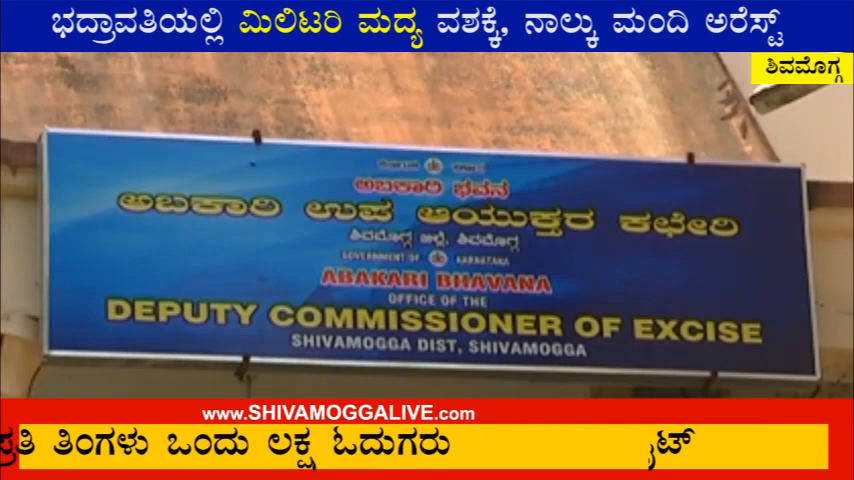 ಭದ್ರಾವತಿಯಲ್ಲಿ ಮಿಲಿಟರಿ ಮದ್ಯ ವಶಕ್ಕೆ, ನಾಲ್ಕು ಮಂದಿ ಅರೆಸ್ಟ್
ಶಿವಮೊಗ್ಗ
ಅಬಕಾರಿ ಭವನ
ಅಬಕಾರಿ ಉಪ ಆಯುಕ್ತರ ಕಛೇರಿ
ಶಿವಮೊಗ್ಗ ಜಿಲ್ಲೆ, ಶಿವಮೊಗ್ಗ
GOVERNMENT OF KARNATAKA
ABAKARI BHAVANA
OFFICE OF THE
DEPUTY COMMISSIONER OF EXCISE
SHIVAMOGGA DIST, SHIVAMOGGA
www.SHIVAMOGGALIVE.com
ಪ್ರತಿ ತಿಂಗಳು ಒಂದು ಲಕ್ಷ ಓದುಗರು